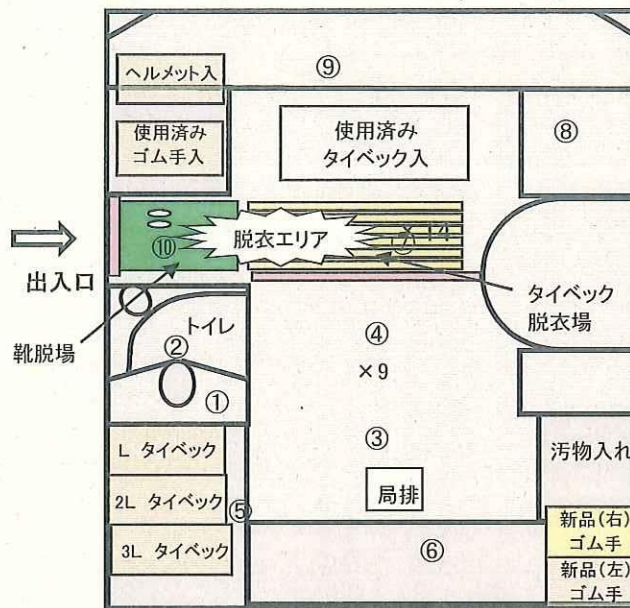 ⑨
ヘルメット入
使用済み
ゴム手入
使用済み
タイベック入
⑧
⑩
脱衣エリア
出入口
タイベック
脱衣場
靴脱場
トイレ
②
①
④
×9
③
局排
L タイベック
2L タイベック
3L タイベック
⑤
⑥
汚物入れ
新品(右)
ゴム手
新品(左)
ゴム手